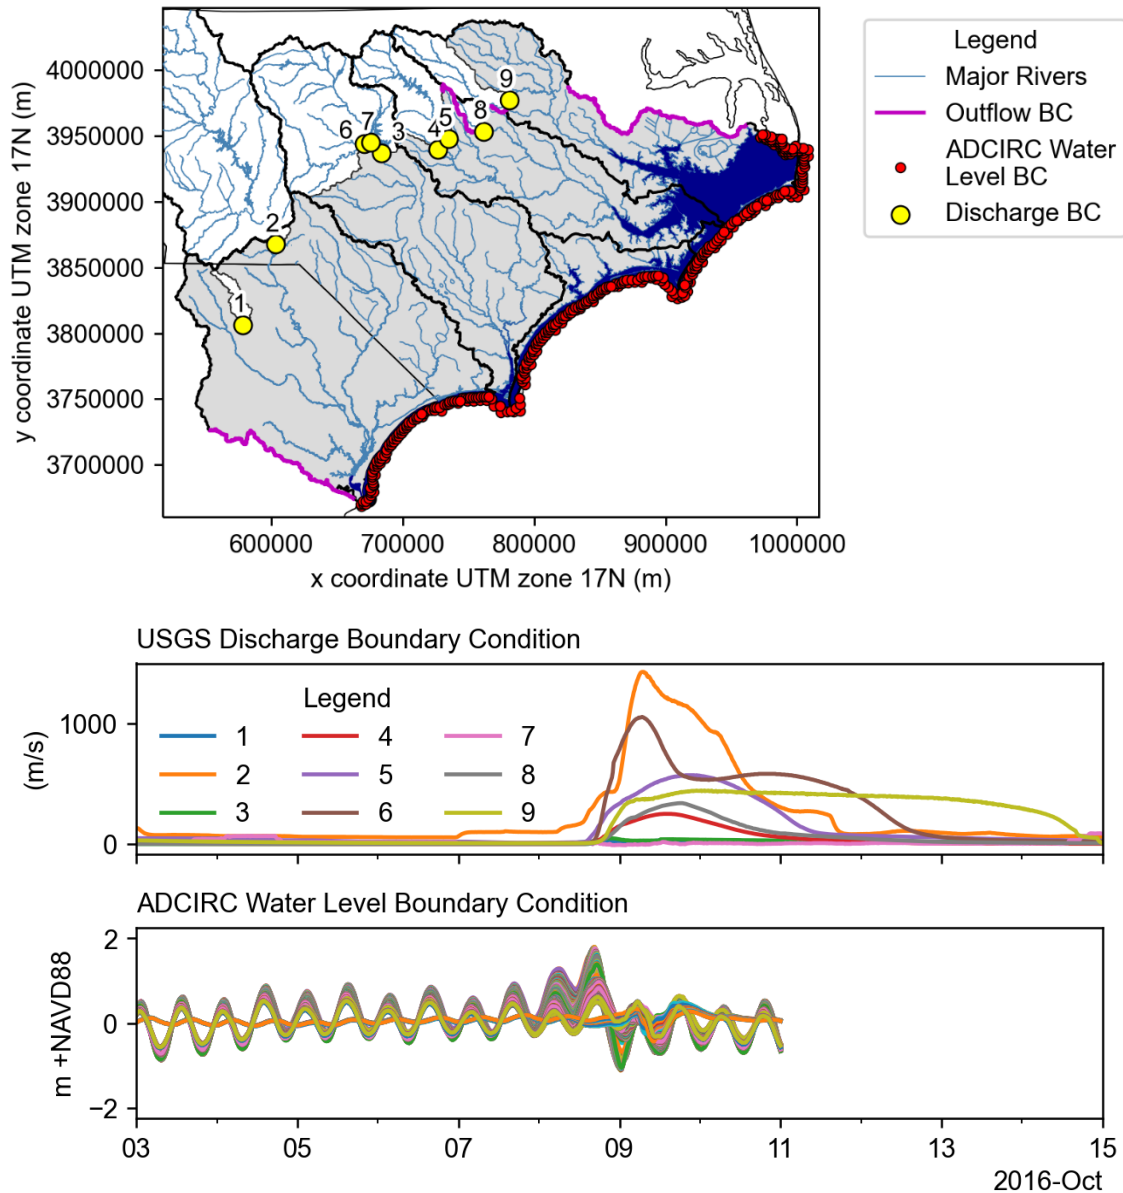 4000000
3950000
3900000
3850000
3800000
3750000
3700000
y coordinate UTM zone 17N (m)
9
8
7
6
5
4
3
2
1
600000
700000
800000
900000
1000000
x coordinate UTM zone 17N (m)
Legend
Major Rivers
Outflow BC
ADCIRC Water
Level BC
Discharge BC
USGS Discharge Boundary Condition
(m/s)
1000
0
Legend
1 4 7
2 5 8
3 6 9
ADCIRC Water Level Boundary Condition
m +NAVD88
2
0
−2
03 05 07 09 11 13 15
2016-Oct